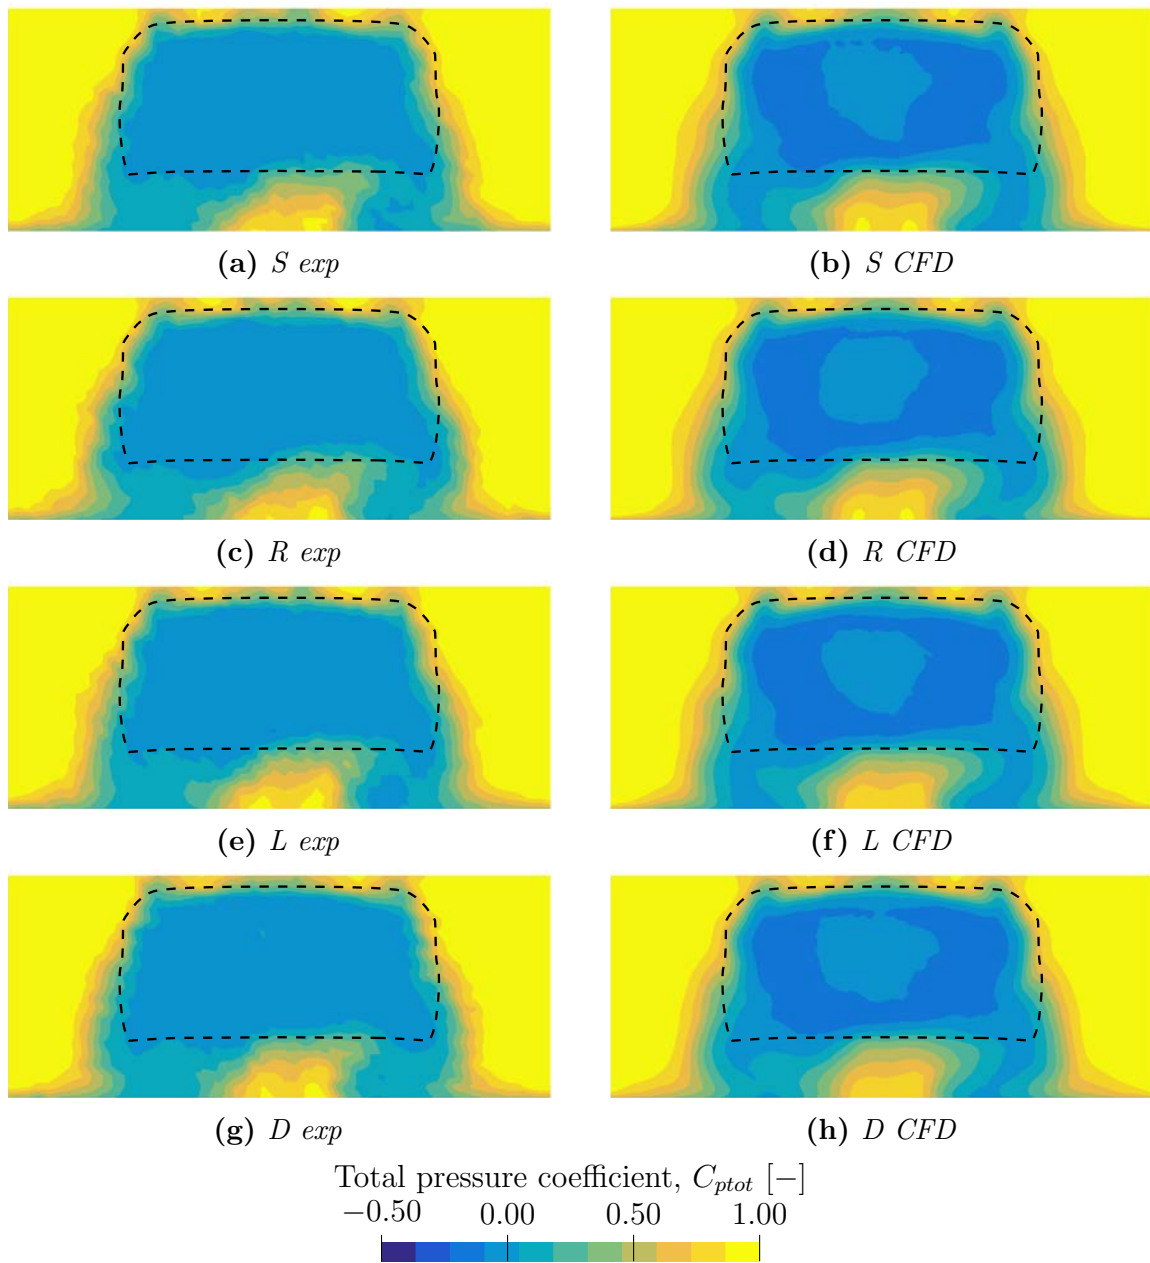 (a) S exp
(b) S CFD
(c) R exp
(d) R CFD
(e) L exp
(f) L CFD
(g) D exp
(h) D CFD
Total pressure coefficient, Cptot [−]
−0.50 0.00 0.50 1.00